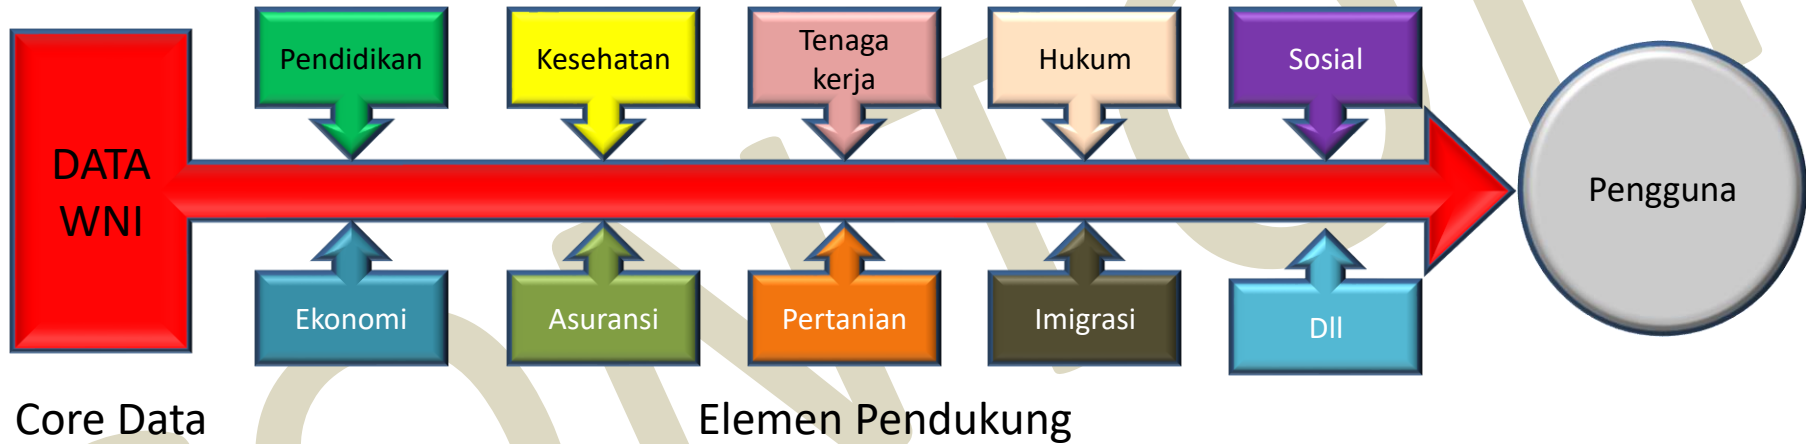 Pendidikan
Kesehatan
Tenaga
kerja
Hukum
Sosial
DATA
WNI
Pengguna
Ekonomi
Asuransi
Pertanian
Imigrasi
Dll
Core Data
Elemen Pendukung